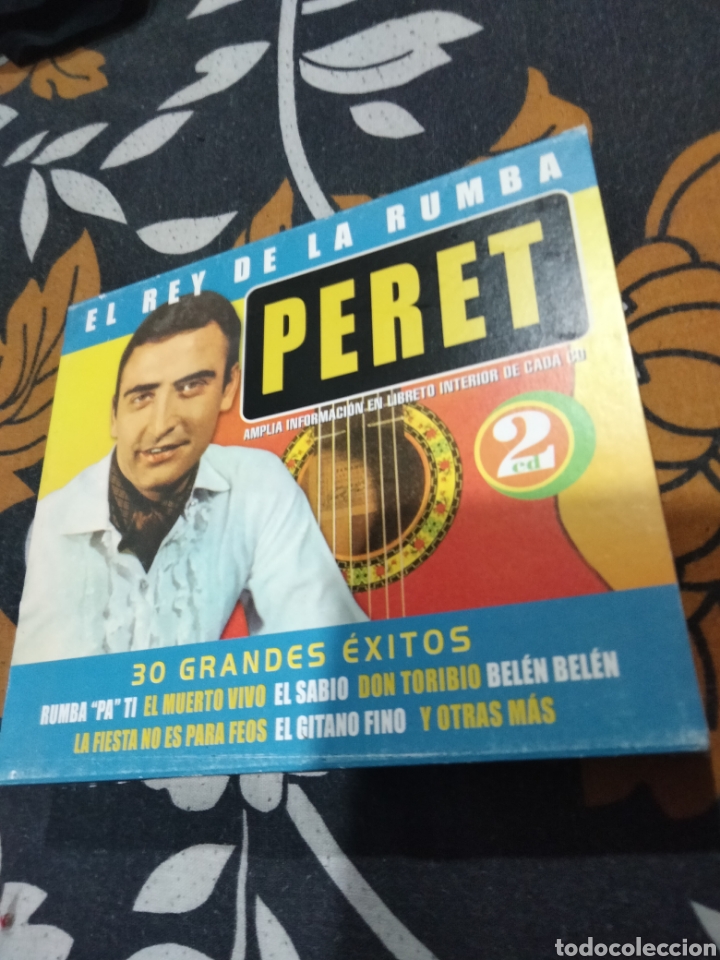 EL REY DE LA RUMBA
PERET
AMPLIA INFORMACIÓN EN LIBRETO INTERIOR DE CADA CD
2
cd
30 GRANDES ÉXITOS
RUMBA "PA" TI EL MUERTO VIVO EL SABIO DON TORIBIO BELÉN BELÉN
LA FIESTA NO ES PARA FEOS EL GITANO FINO Y OTRAS MÁS
todocoleccion